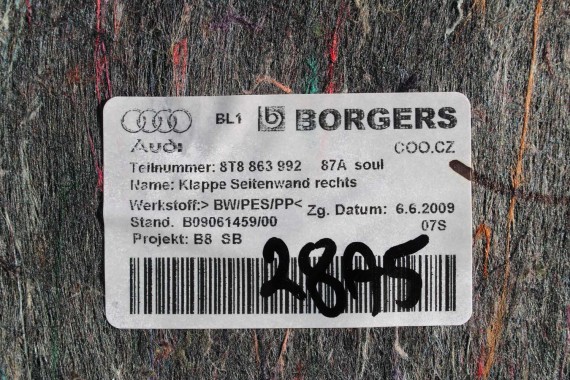 BL1 BORGERS
Audi COO.CZ
Teilnummer: 8T8 863 992 87A soul
Name: Klappe Seitenwand rechts
Werkstoff:> BW/PES/PP< Zg. Datum: 6.6.2009
Stand. B09061459/00 07S
Projekt: B8 SB
28A5